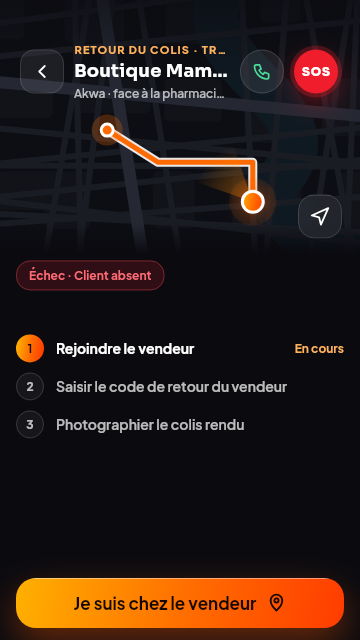 RETOUR DU COLIS · TR…
Boutique Mam…
Akwa · face à la pharmaci…
SOS
Échec · Client absent
1 Rejoindre le vendeur En cours
2 Saisir le code de retour du vendeur
3 Photographier le colis rendu
Je suis chez le vendeur